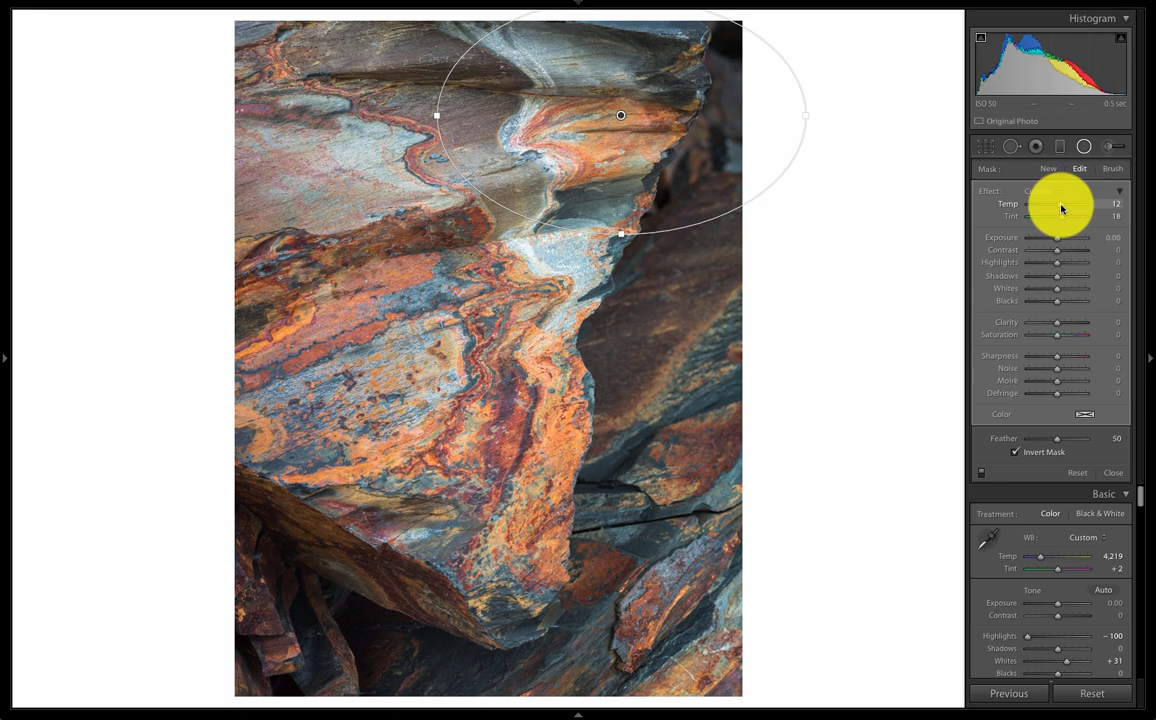 Histogram
ISO 50 – – 0.5 sec
Original Photo
Mask : New Edit Brush
Effect :
Temp 12
Tint 18
Exposure 0.00
Contrast 0
Highlights 0
Shadows 0
Whites 0
Blacks 0
Clarity 0
Saturation 0
Sharpness 0
Noise 0
Moiré 0
Defringe 0
Color
Feather 50
Invert Mask
Reset Close
Basic
Treatment : Color Black & White
WB : Custom
Temp 4,219
Tint + 2
Tone Auto
Exposure 0.00
Contrast 0
Highlights – 100
Shadows 0
Whites + 31
Blacks 0
Previous Reset